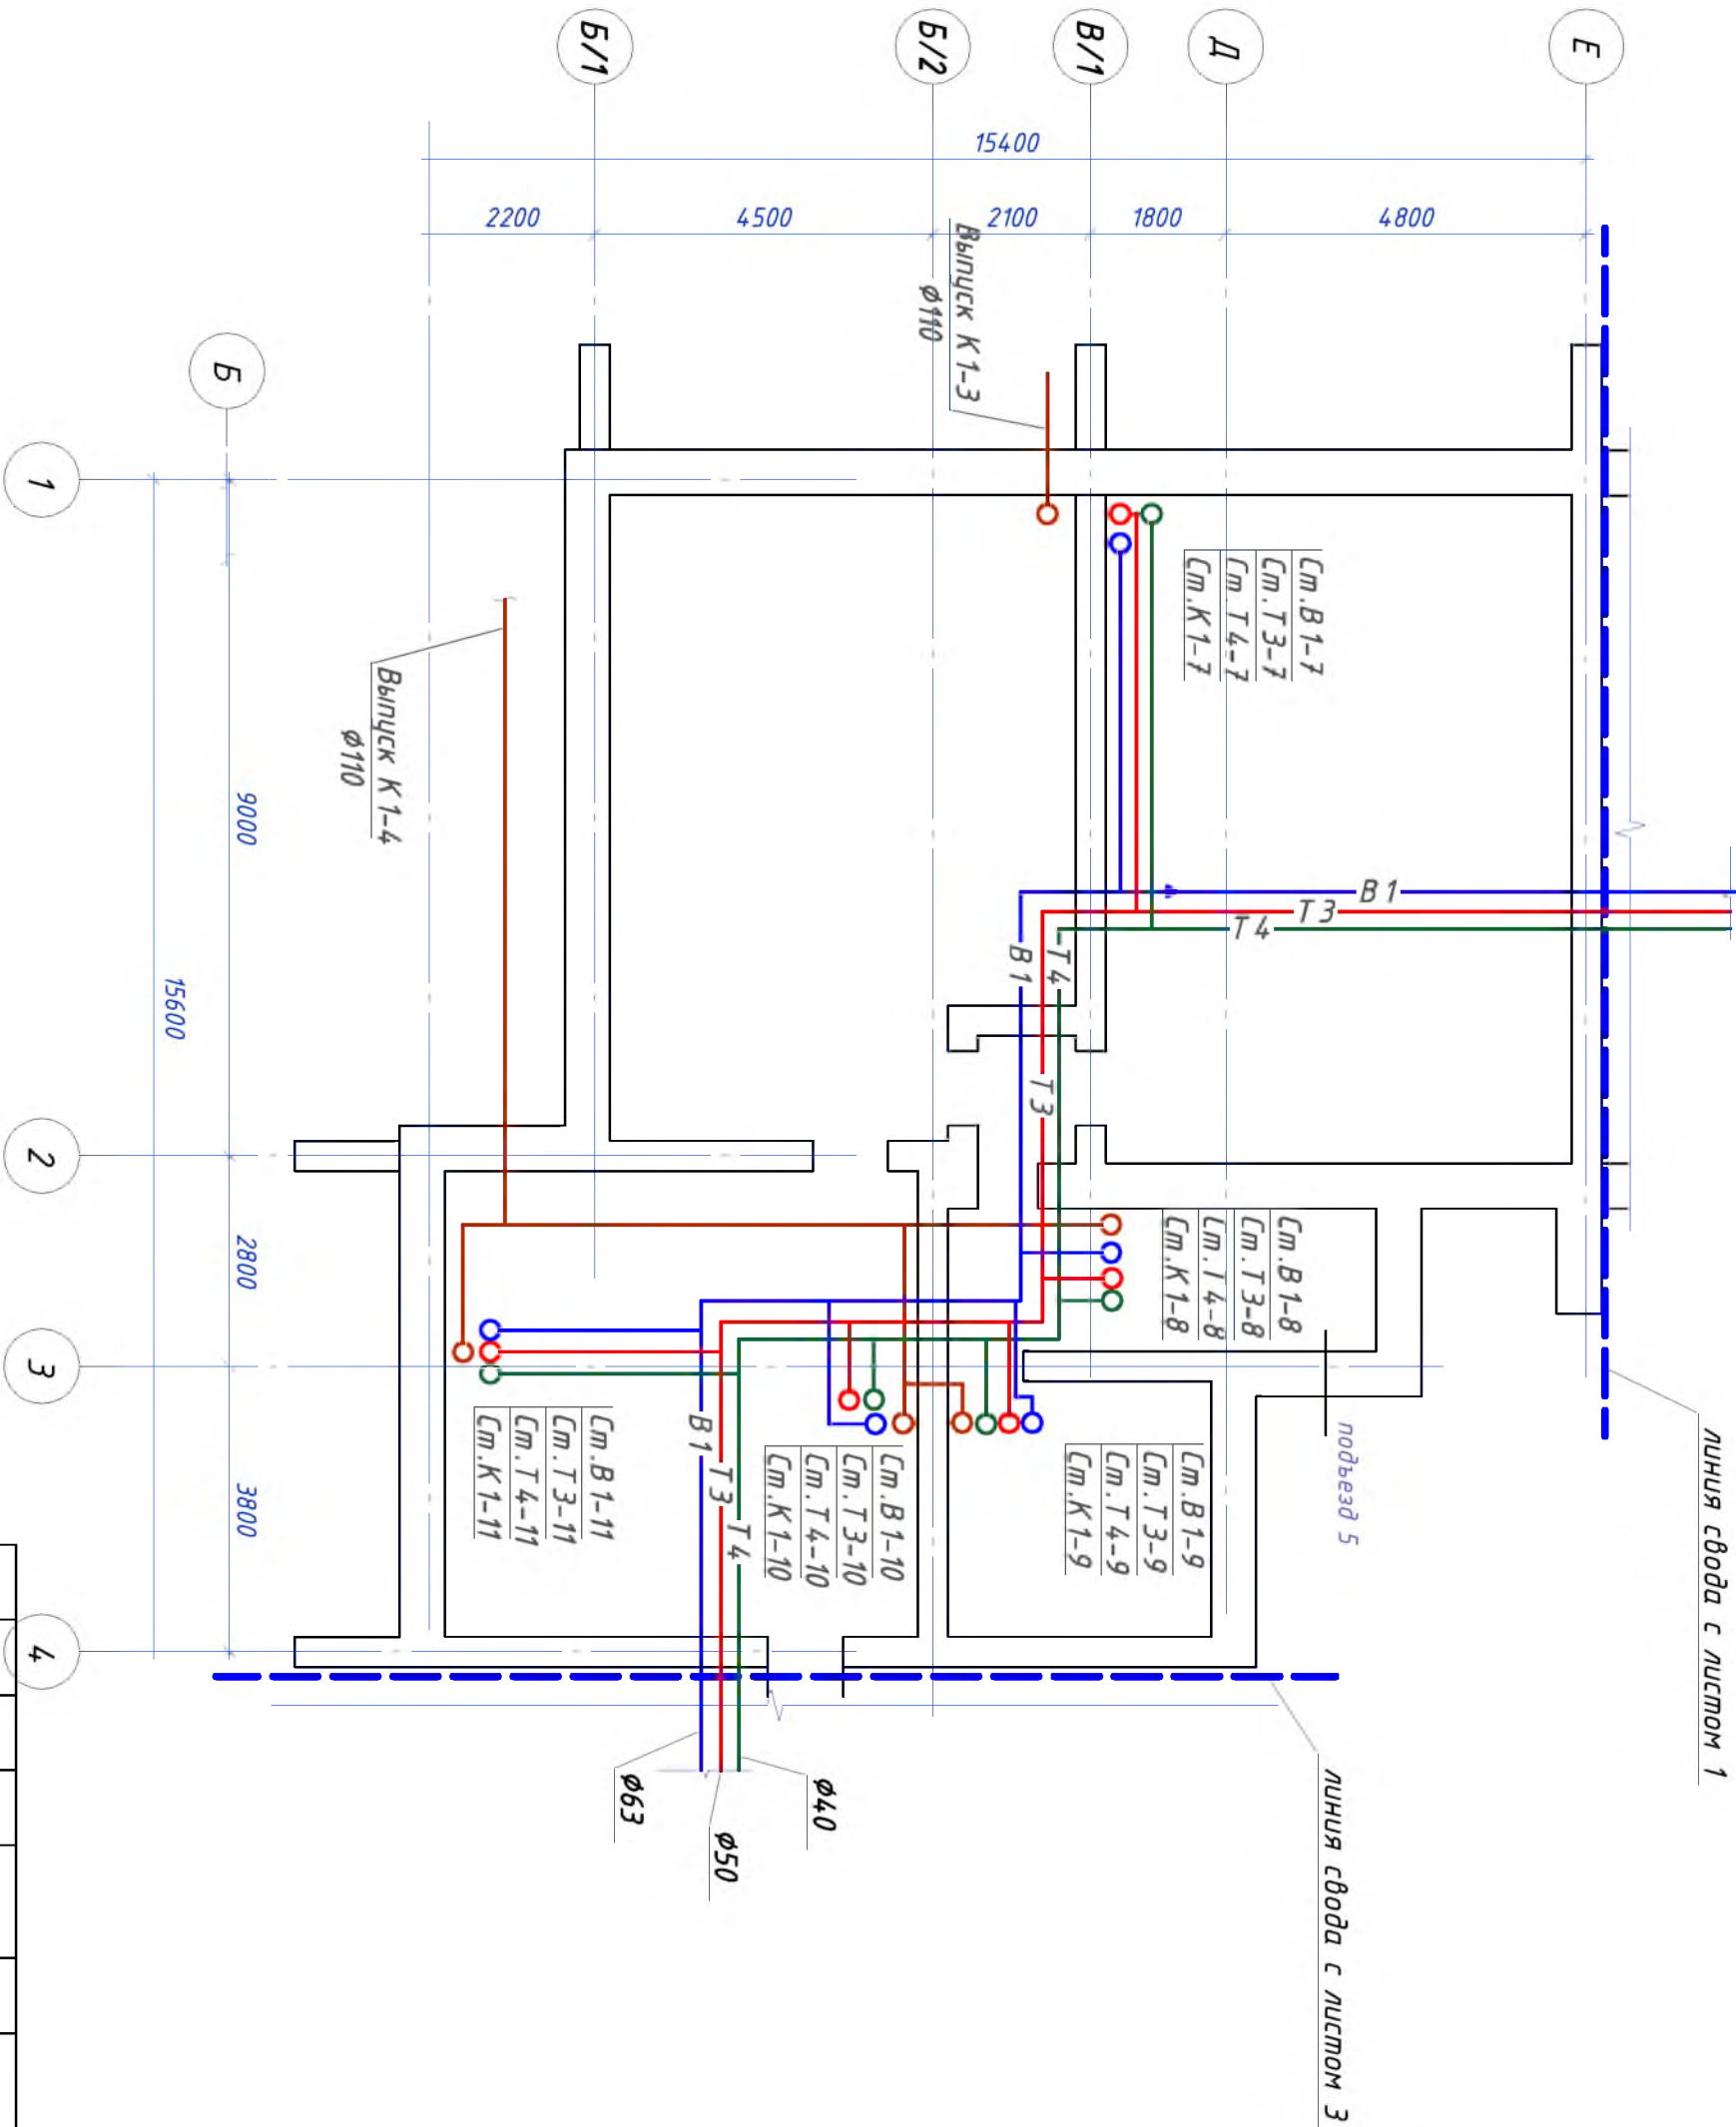 Б/1
Б/2
В/1
Д
Е
15400
2200
4500
2100
1800
4800
Выпуск К1-3
ø110
Б
1
Ст.В1-7
Ст.Т3-7
Ст.Т4-7
Ст.К1-7
Выпуск К1-4
ø110
9000
15600
В1
Т3
Т4
Т4
В1
Т3
2
2800
Ст.В1-8
Ст.Т3-8
Ст.Т4-8
Ст.К1-8
3
3800
подъезд 5
линия свода с листом 1
Ст.В1-9
Ст.Т3-9
Ст.Т4-9
Ст.К1-9
Ст.В1-10
Ст.Т3-10
Ст.Т4-10
Ст.К1-10
Ст.В1-11
Ст.Т3-11
Ст.Т4-11
Ст.К1-11
В1
Т3
Т4
4
ø63
ø50
ø40
линия свода с листом 3